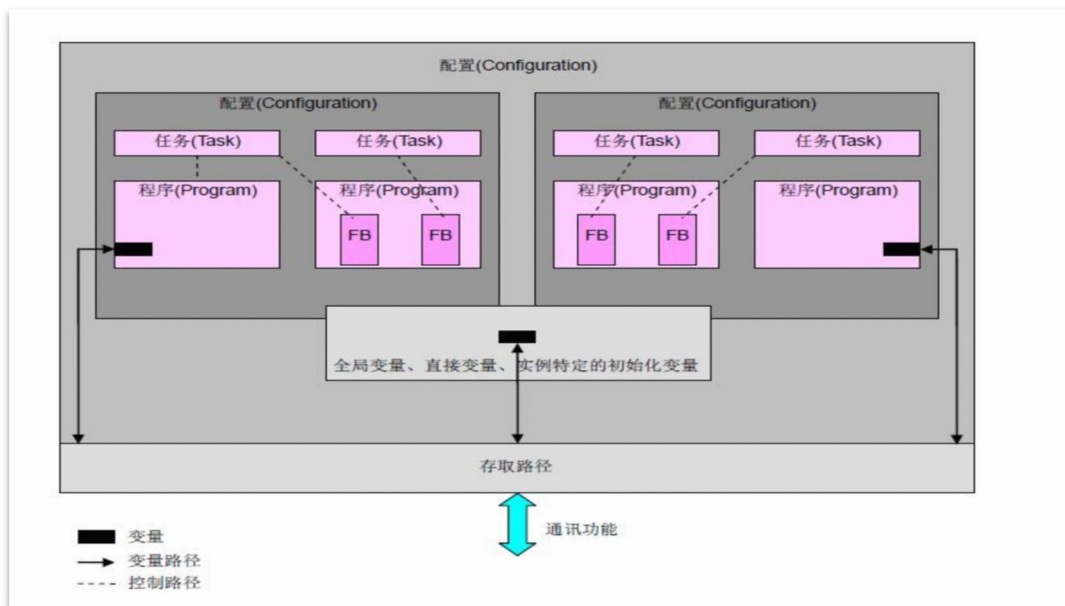 配置(Configuration)
配置(Configuration)
配置(Configuration)
任务(Task)
任务(Task)
任务(Task)
任务(Task)
程序(Program)
程序(Program)
程序(Program)
程序(Program)
FB
FB
FB
FB
全局变量、直接变量、实例特定的初始化变量
存取路径
通讯功能
变量
变量路径
控制路径